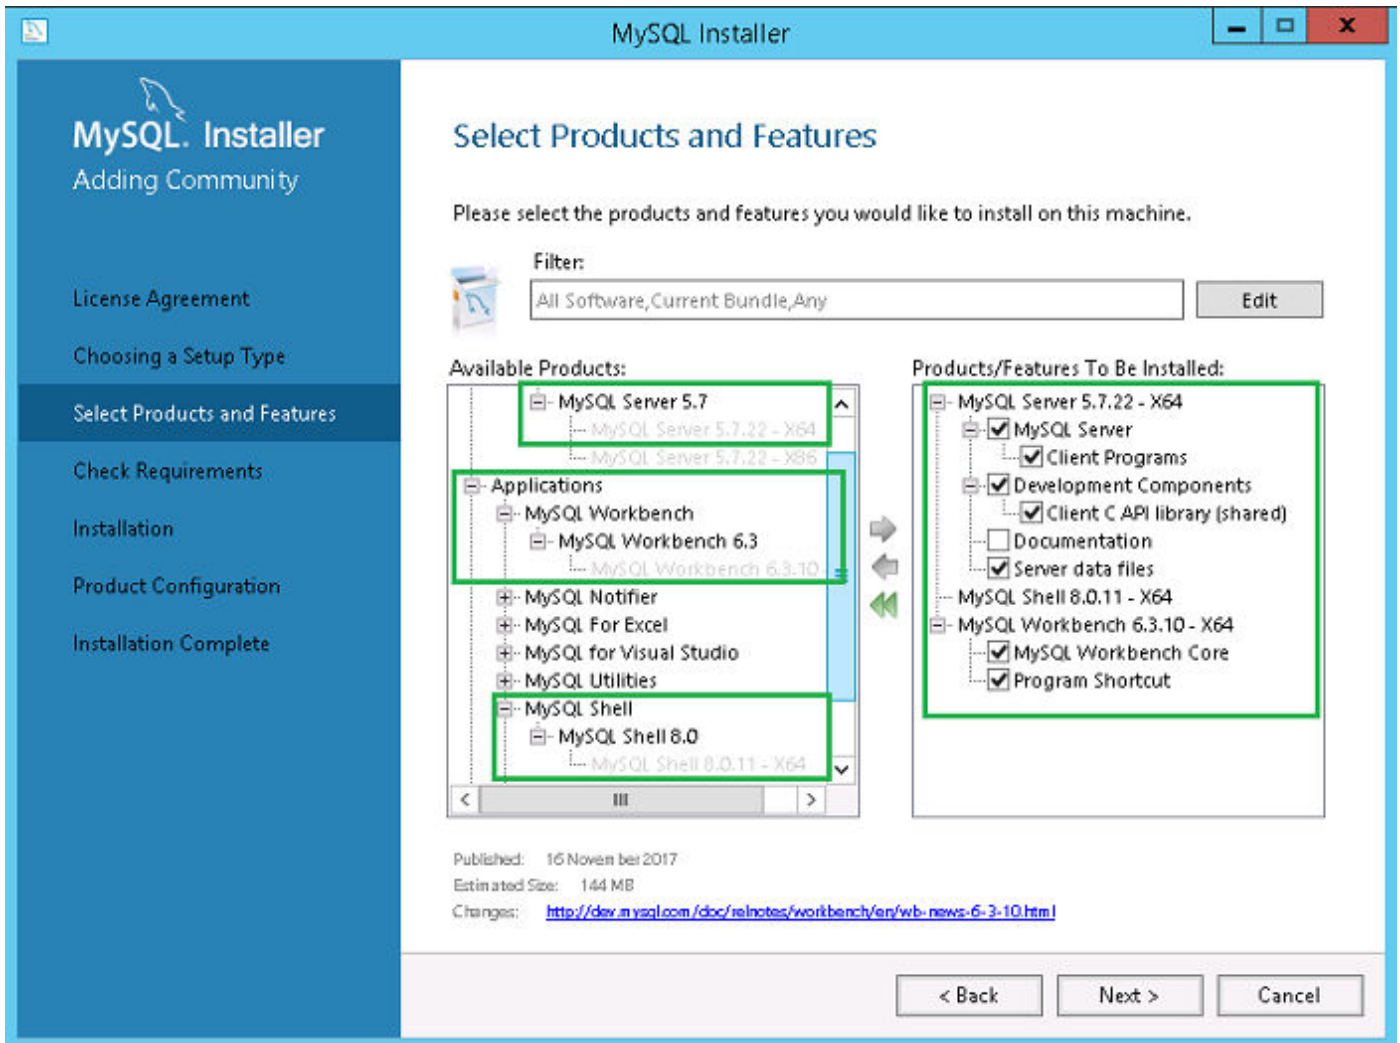 MySQL Installer
MySQL. Installer
Adding Community
License Agreement
Choosing a Setup Type
Select Products and Features
Check Requirements
Installation
Product Configuration
Installation Complete
Select Products and Features
Please select the products and features you would like to install on this machine.
Filter:
All Software,Current Bundle,Any
Edit
Available Products:
MySQL Server 5.7
MySQL Server 5.7.22 - X64
MySQL Server 5.7.22 - X86
Applications
MySQL Workbench
MySQL Workbench 6.3
MySQL Workbench 6.3.10 -
MySQL Notifier
MySQL For Excel
MySQL for Visual Studio
MySQL Utilities
MySQL Shell
MySQL Shell 8.0
MySQL Shell 8.0.11 - X64
Products/Features To Be Installed:
MySQL Server 5.7.22 - X64
MySQL Server
Client Programs
Development Components
Client C API library (shared)
Documentation
Server data files
MySQL Shell 8.0.11 - X64
MySQL Workbench 6.3.10 - X64
MySQL Workbench Core
Program Shortcut
Published: 16 November 2017
Estimated Size: 144 MB
Changes: http://dev.mysql.com/doc/relnotes/workbench/en/wb-news-6-3-10.html
< Back
Next >
Cancel